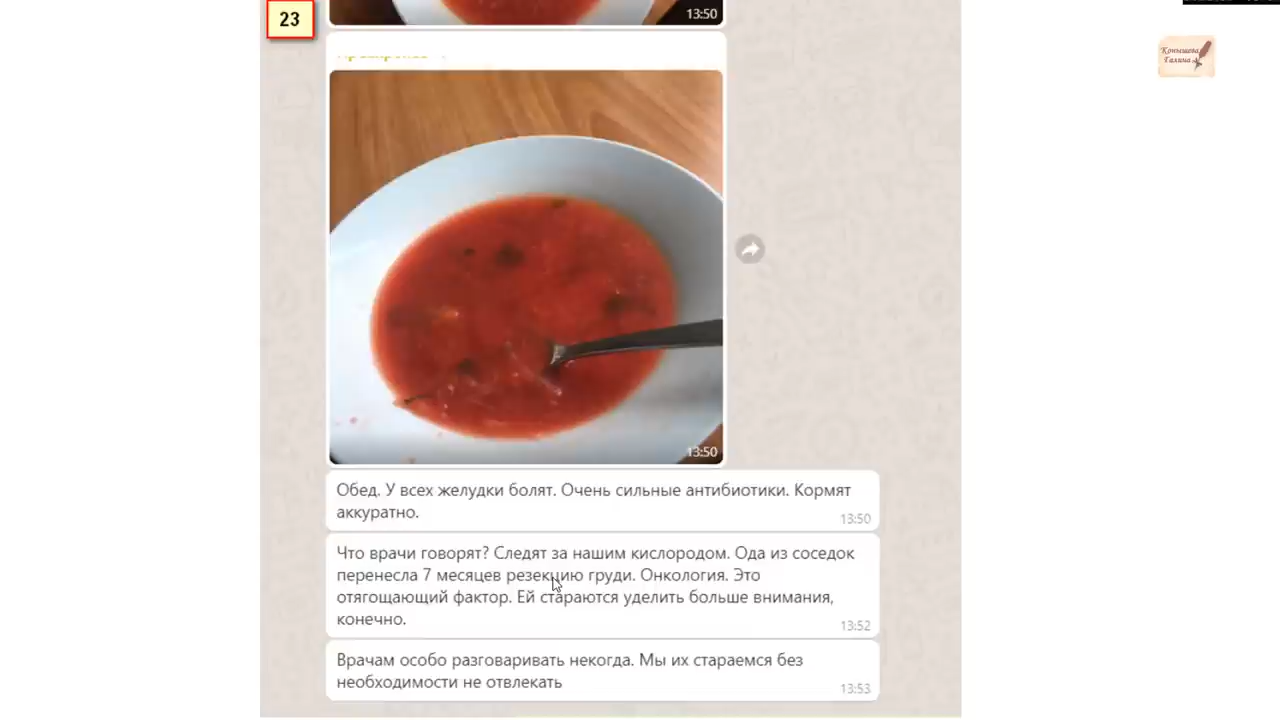 23
13:50
13:50
Обед. У всех желудки болят. Очень сильные антибиотики. Кормят
аккуратно.
13:50
Что врачи говорят? Следят за нашим кислородом. Ода из соседок
перенесла 7 месяцев резекцию груди. Онкология. Это
отягощающий фактор. Ей стараются уделить больше внимания,
конечно.
13:52
Врачам особо разговаривать некогда. Мы их стараемся без
необходимости не отвлекать
13:53
Конышева
Галина